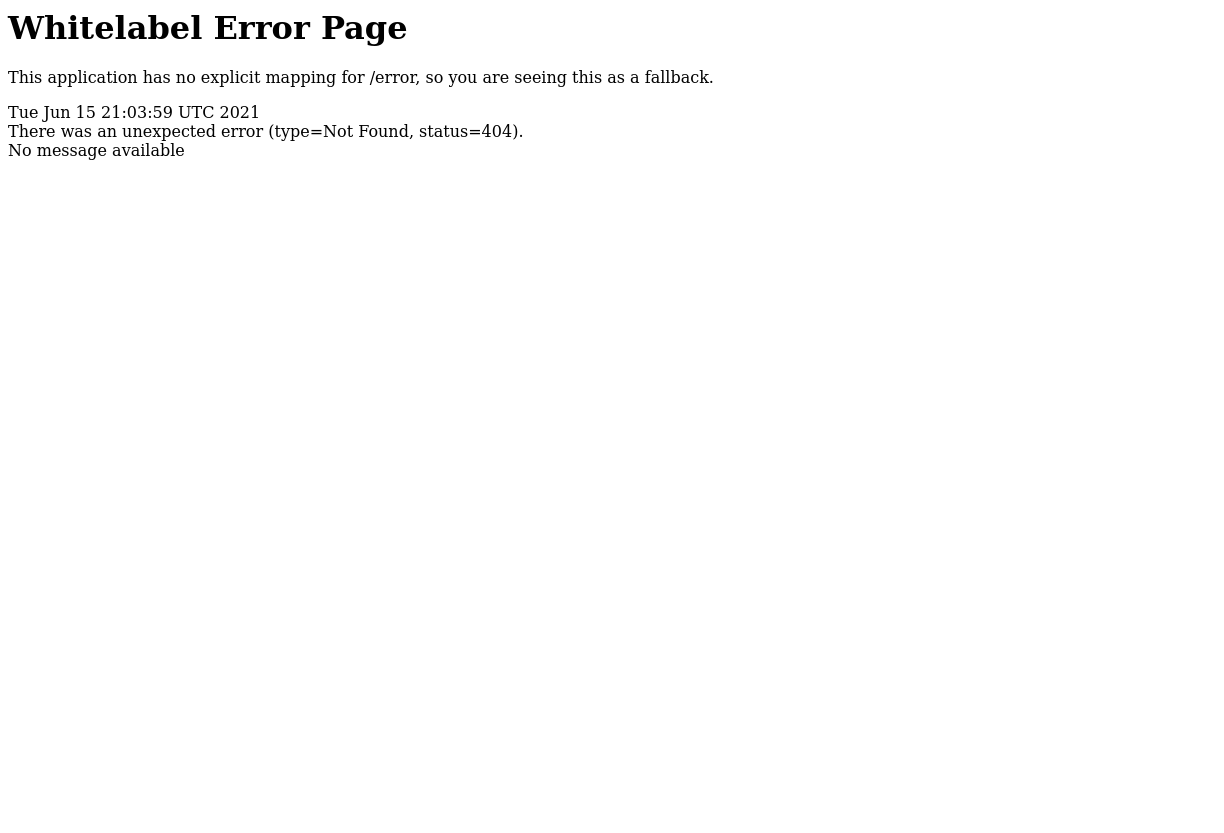 Whitelabel Error Page
This application has no explicit mapping for /error, so you are seeing this as a fallback.
Tue Jun 15 21:03:59 UTC 2021
There was an unexpected error (type=Not Found, status=404).
No message available